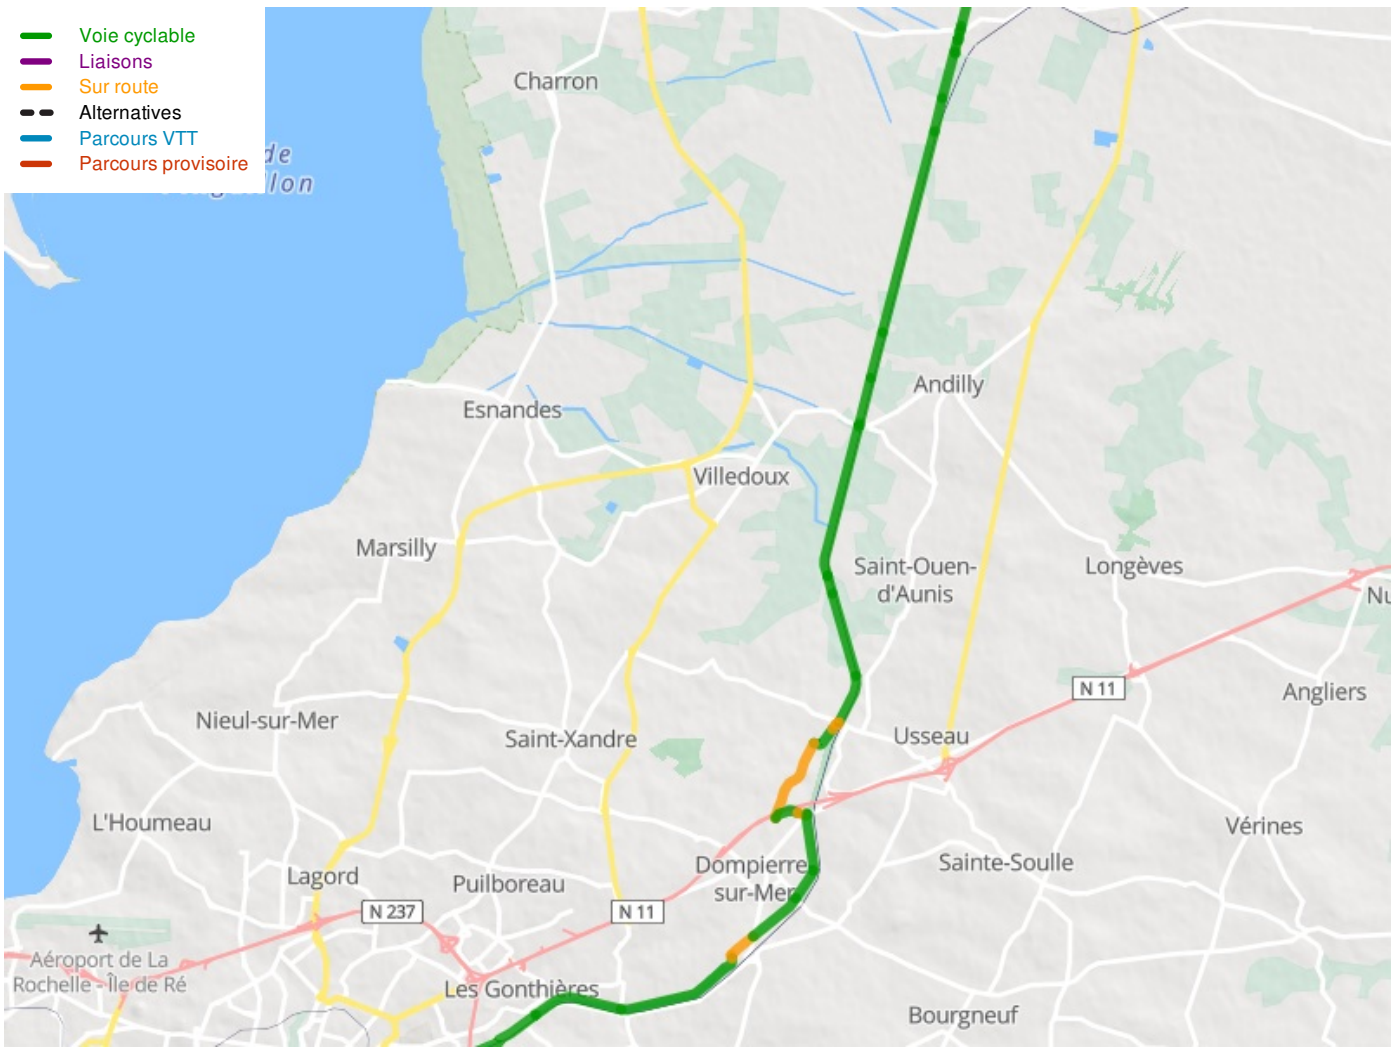 Voie cyclable
Liaisons
Sur route
Alternatives
Parcours VTT
Parcours provisoire
de
Charron
Andilly
Esnandes
Villedoux
Marsilly
Saint-Ouen-
d'Aunis
Longèves
Nu
N 11
Angliers
Nieul-sur-Mer
Saint-Xandre
Usseau
L'Houmeau
Vérines
Dompierre
sur-Mer
Sainte-Soulle
Lagord
Puilboreau
N 237
N 11
Aéroport de La
Rochelle - Île de Ré
Les Gonthières
Bourgneuf